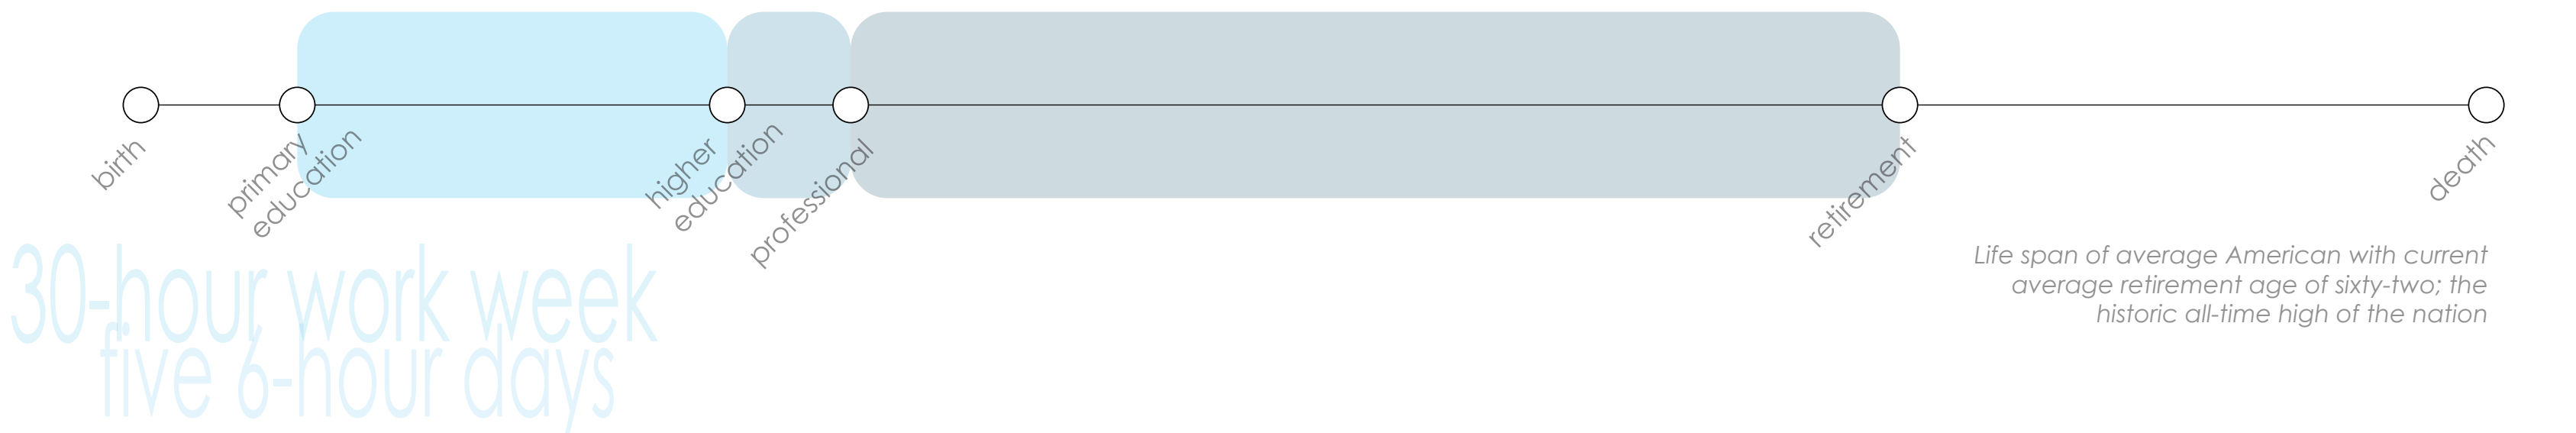 birth
primary
education
higher
education
professional
retirement
death
30-hour work week
five 6-hour days
Life span of average American with current
average retirement age of sixty-two; the
historic all-time high of the nation